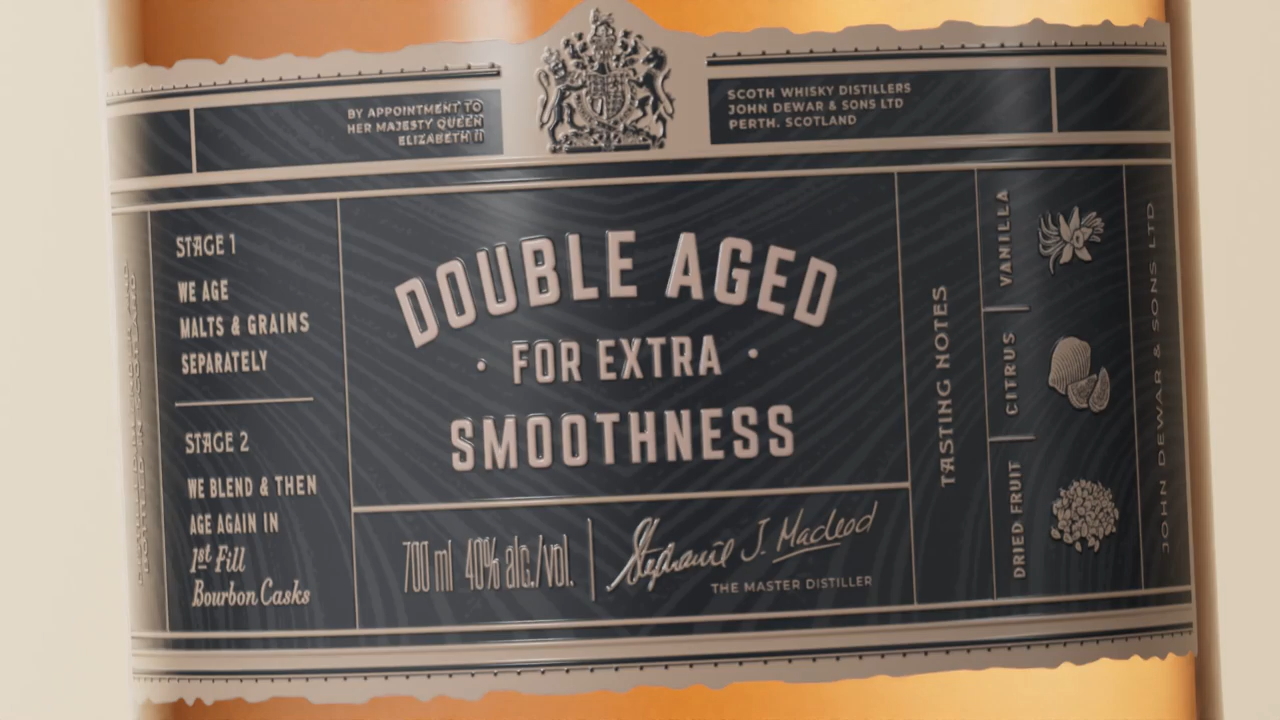 BY APPOINTMENT TO
HER MAJESTY QUEEN
ELIZABETH II
SCOTH WHISKY DISTILLERS
JOHN DEWAR & SONS LTD
PERTH. SCOTLAND
STAGE 1
WE AGE
MALTS & GRAINS
SEPARATELY
STAGE 2
WE BLEND & THEN
AGE AGAIN IN
1st Fill
Bourbon Casks
DOUBLE AGED
• FOR EXTRA •
SMOOTHNESS
700 ml 40% alc./vol.
Stephanie J. Macleod
THE MASTER DISTILLER
TASTING NOTES
VANILLA
CITRUS
DRIED FRUIT
JOHN DEWAR & SONS LTD